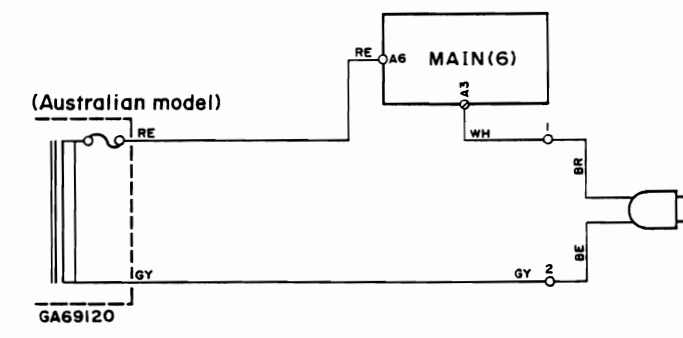 RE
A6
MAIN(6)
A3
(Australian model)
RE
WH
1
BR
BE
GY
GY
2
GA69120